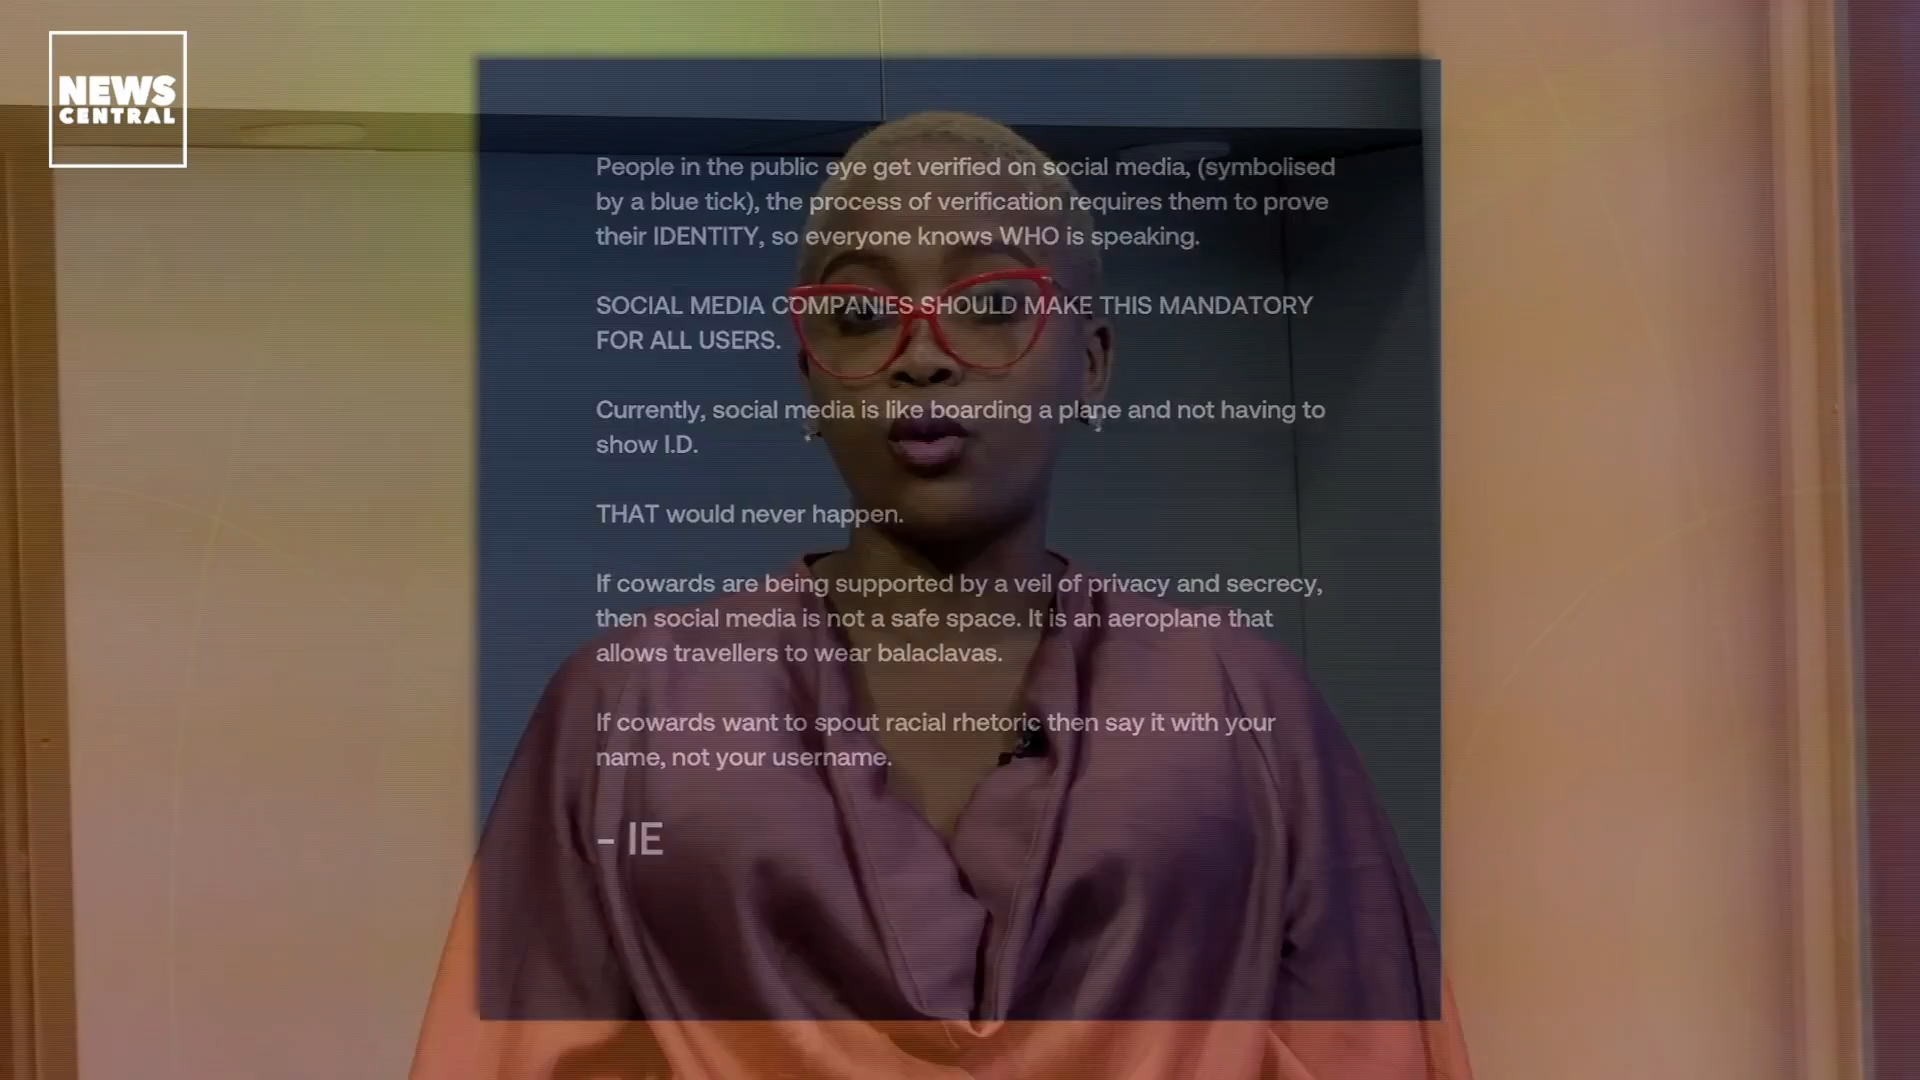 NEWS
CENTRAL
People in the public eye get verified on social media, (symbolised
by a blue tick), the process of verification requires them to prove
their IDENTITY, so everyone knows WHO is speaking.
SOCIAL MEDIA COMPANIES SHOULD MAKE THIS MANDATORY
FOR ALL USERS.
Currently, social media is like boarding a plane and not having to
show I.D.
THAT would never happen.
If cowards are being supported by a veil of privacy and secrecy,
then social media is not a safe space. It is an aeroplane that
allows travellers to wear balaclavas.
If cowards want to spout racial rhetoric then say it with your
name, not your username.
- IE